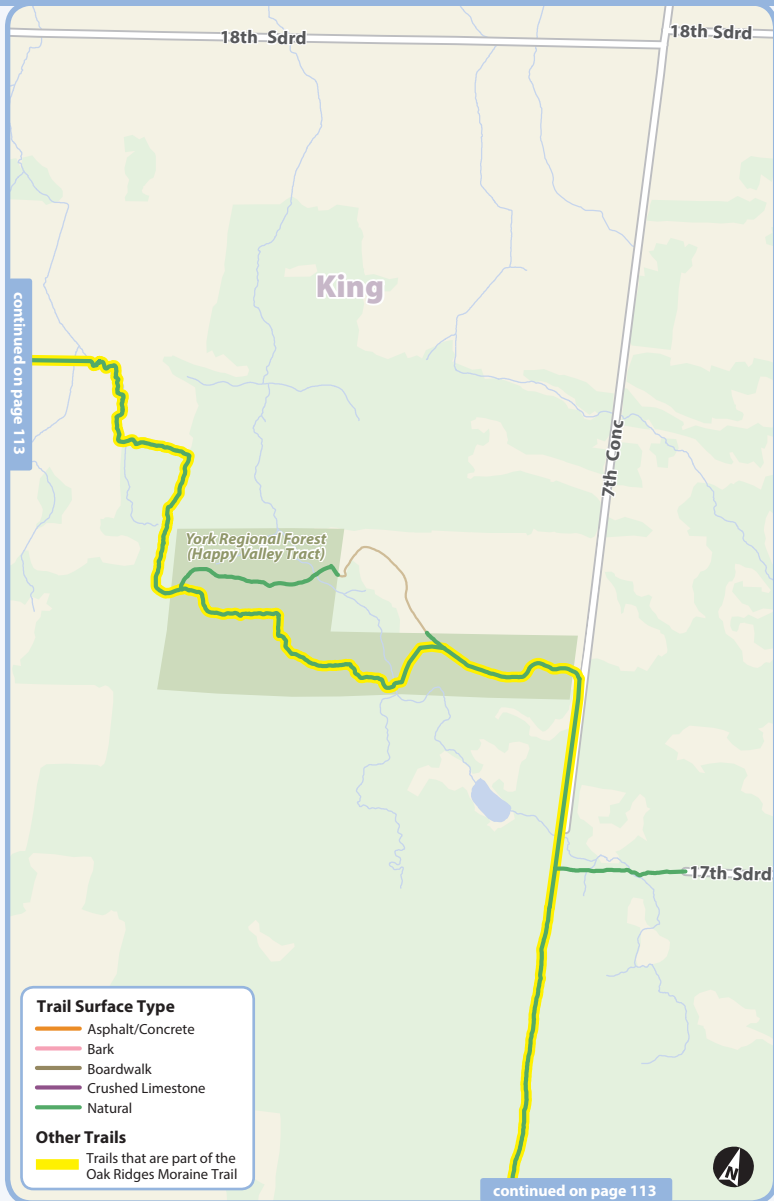 18th Sdrd
18th Sdrd
King
continued on page 113
7th Conc
York Regional Forest
(Happy Valley Tract)
17th Sdrd
Trail Surface Type
Asphalt/Concrete
Bark
Boardwalk
Crushed Limestone
Natural
Other Trails
Trails that are part of the
Oak Ridges Moraine Trail
N
continued on page 113